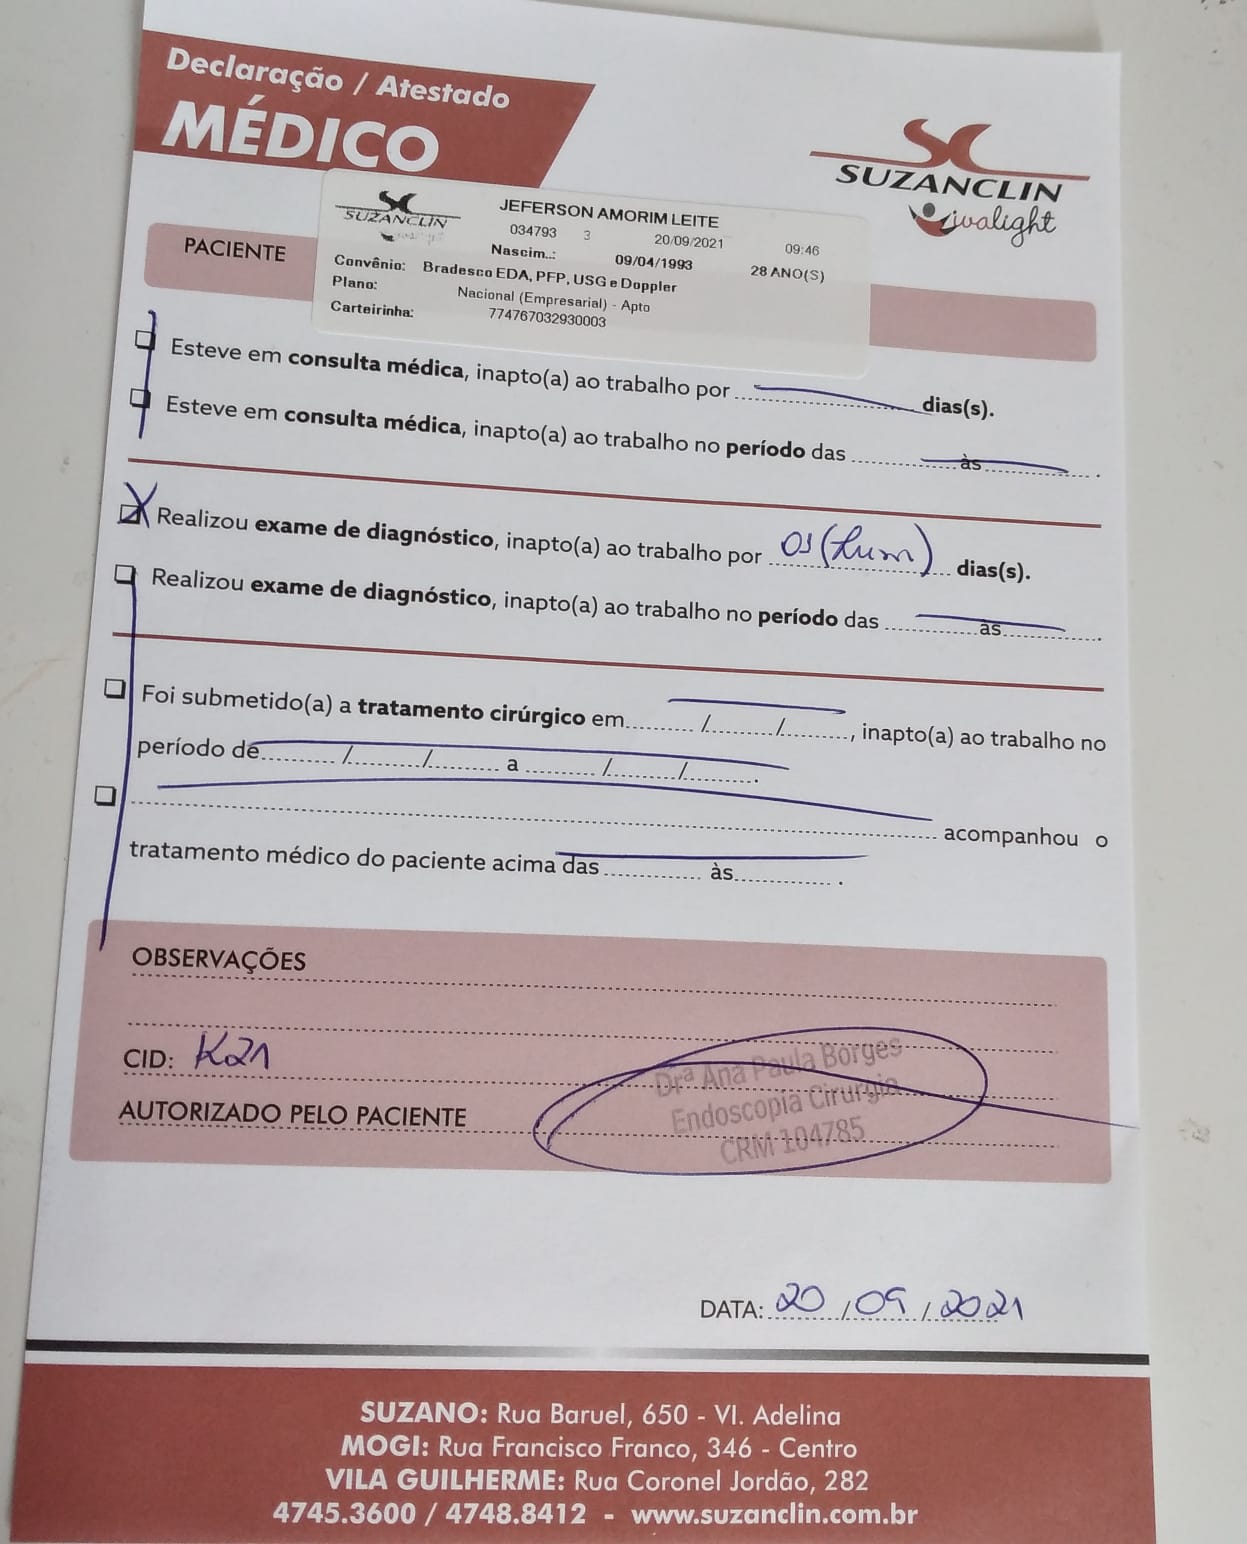 Declaração / Atestado
MÉDICO
SUZANCLIN
vivalight
PACIENTE
SUZANCLIN
JEFERSON AMORIM LEITE
034793 3 20/09/2021 09:46
Nascim..: 09/04/1993 28 ANO(S)
Convênio: Bradesco EDA, PFP, USG e Doppler
Plano: Nacional (Empresarial) - Apto
Carteirinha: 774767032930003
Esteve em consulta médica, inapto(a) ao trabalho por dias(s).
Esteve em consulta médica, inapto(a) ao trabalho no período das às .
X Realizou exame de diagnóstico, inapto(a) ao trabalho por 01 (hum) dias(s).
Realizou exame de diagnóstico, inapto(a) ao trabalho no período das às .
Foi submetido(a) a tratamento cirúrgico em / / , inapto(a) ao trabalho no
período de / / a / / .
acompanhou o
tratamento médico do paciente acima das às .
OBSERVAÇÕES
CID: K21
AUTORIZADO PELO PACIENTE
Drª Ana Paula Borges
Endoscopia Cirurgia
CRM 104785
DATA: 20 / 09 / 2021
SUZANO: Rua Baruel, 650 - Vl. Adelina
MOGI: Rua Francisco Franco, 346 - Centro
VILA GUILHERME: Rua Coronel Jordão, 282
4745.3600 / 4748.8412 - www.suzanclin.com.br